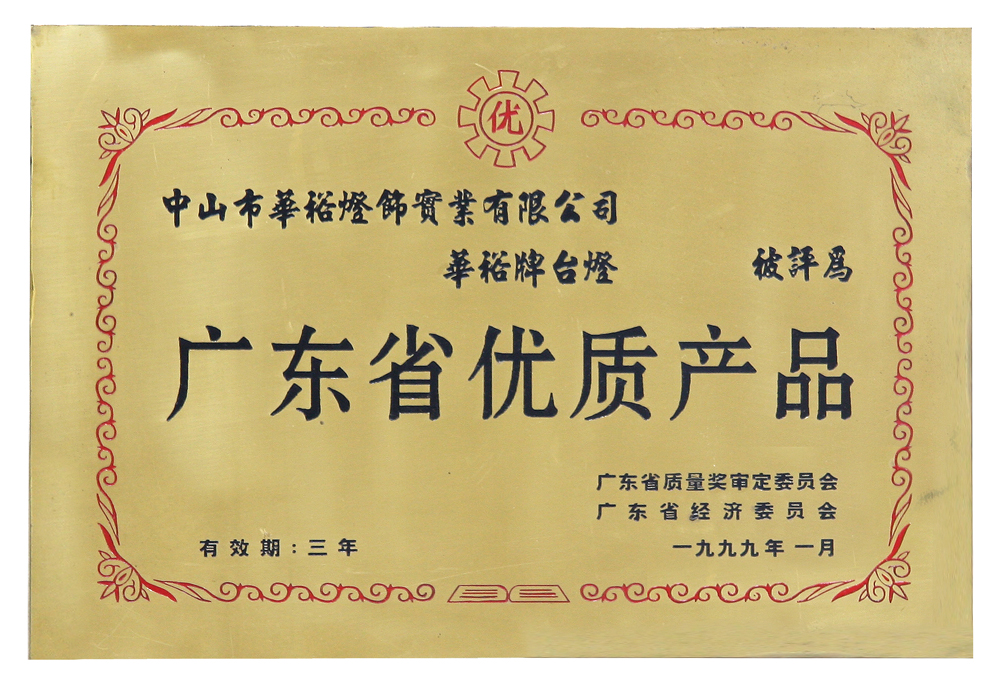 优
中山市華裕燈飾實業有限公司
華裕牌台燈 被評爲
广东省优质产品
广东省质量奖审定委员会
广东省经济委员会
有效期：三年 一九九九年一月